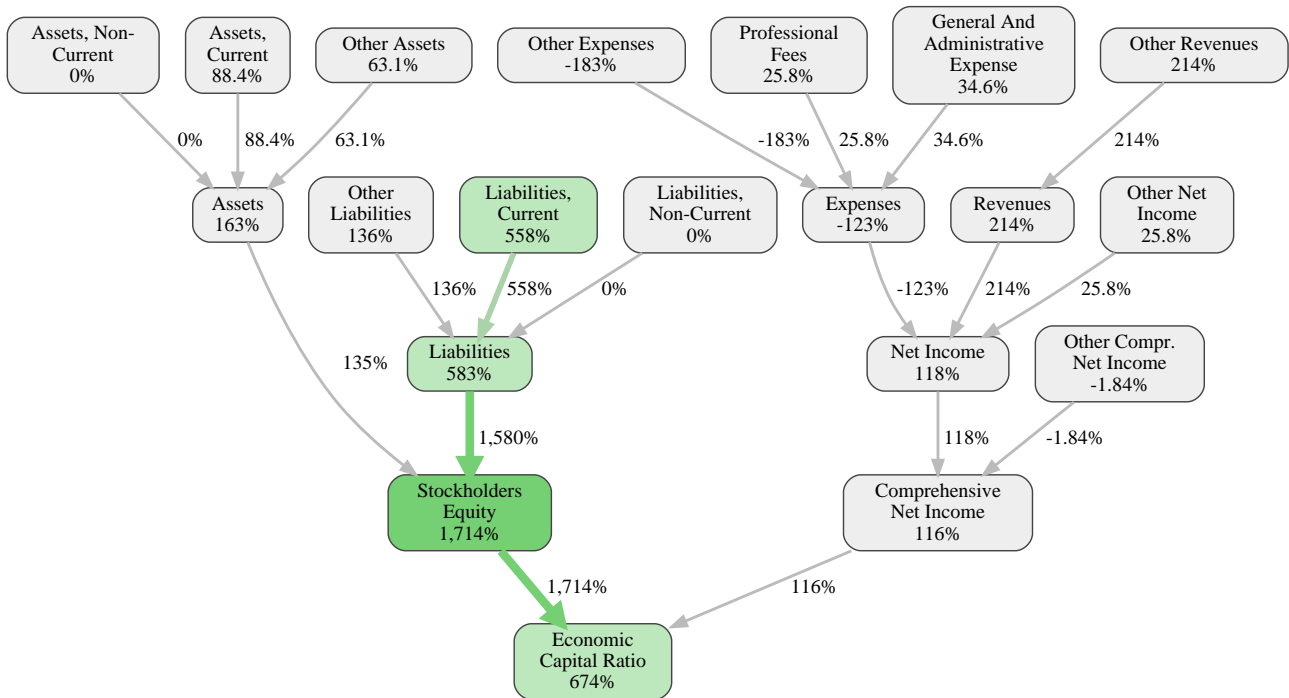 Assets, Non-
Current
0%
Assets,
Current
88.4%
Other Assets
63.1%
Other Expenses
-183%
Professional
Fees
25.8%
General And
Administrative
Expense
34.6%
Other Revenues
214%
0%
88.4%
63.1%
-183%
25.8%
34.6%
214%
Assets
163%
Other
Liabilities
136%
Liabilities,
Current
558%
Liabilities,
Non-Current
0%
Expenses
-123%
Revenues
214%
Other Net
Income
25.8%
136%
558%
0%
-123%
214%
25.8%
135%
Liabilities
583%
Net Income
118%
Other Compr.
Net Income
-1.84%
1,580%
118%
-1.84%
Stockholders
Equity
1,714%
Comprehensive
Net Income
116%
1,714%
116%
Economic
Capital Ratio
674%